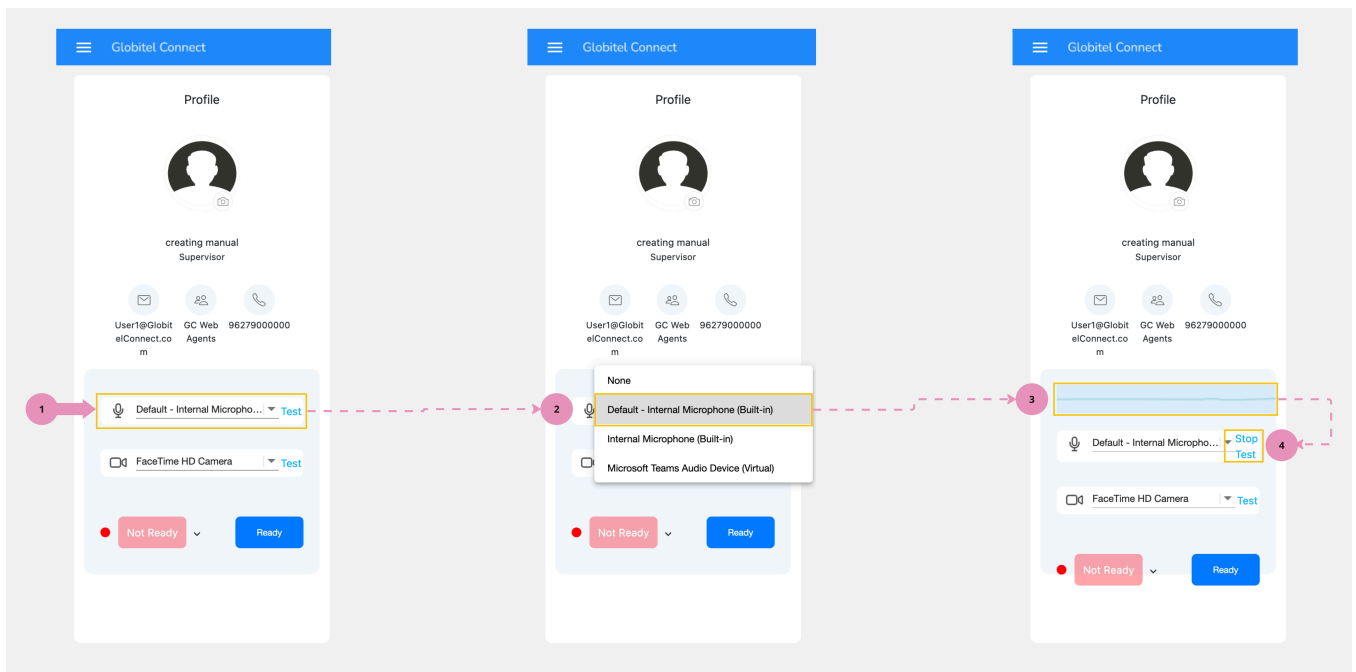 Globitel Connect
Profile
creating manual
Supervisor
User1@Globit
elConnect.co
m
GC Web
Agents
96279000000
1
Default - Internal Micropho...
Test
FaceTime HD Camera
Test
Not Ready
Ready
Globitel Connect
Profile
creating manual
Supervisor
User1@Globit
elConnect.co
m
GC Web
Agents
96279000000
2
None
Default - Internal Microphone (Built-in)
Internal Microphone (Built-in)
Microsoft Teams Audio Device (Virtual)
Not Ready
Ready
Globitel Connect
Profile
creating manual
Supervisor
User1@Globit
elConnect.co
m
GC Web
Agents
96279000000
3
Default - Internal Micropho...
Stop
Test
4
FaceTime HD Camera
Test
Not Ready
Ready